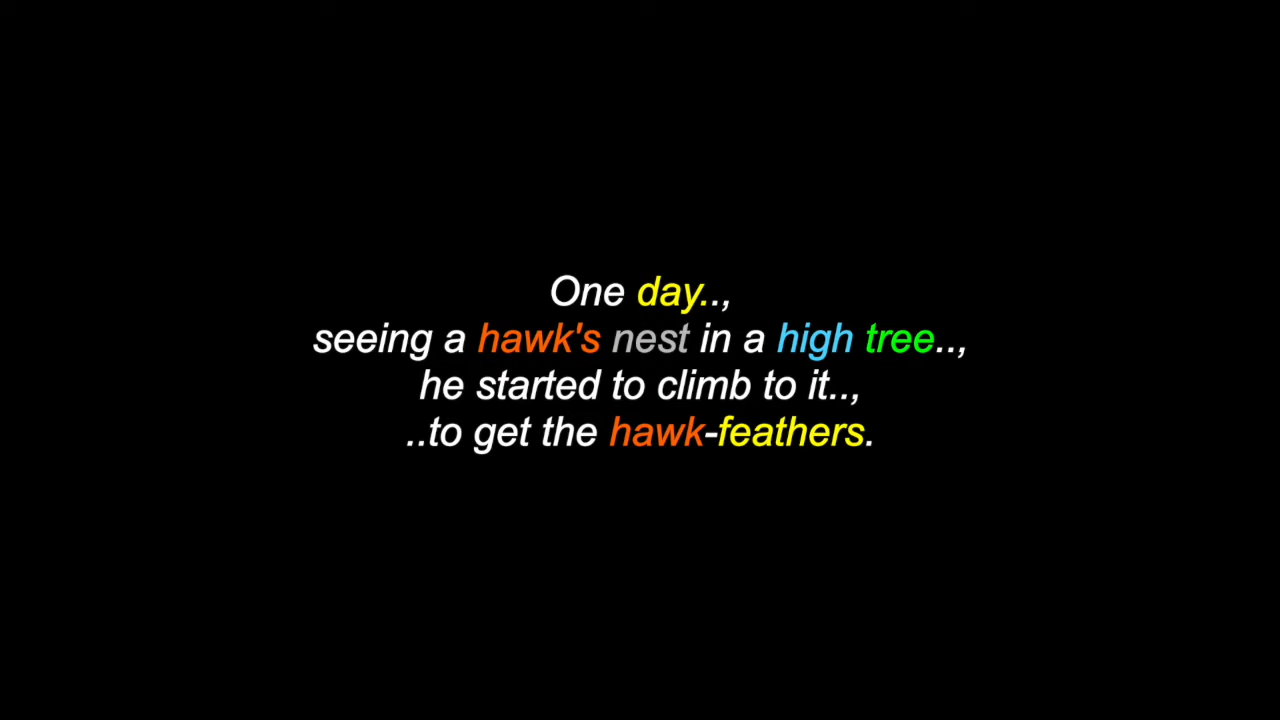 One day..,
seeing a hawk's nest in a high tree..,
he started to climb to it..,
..to get the hawk-feathers.